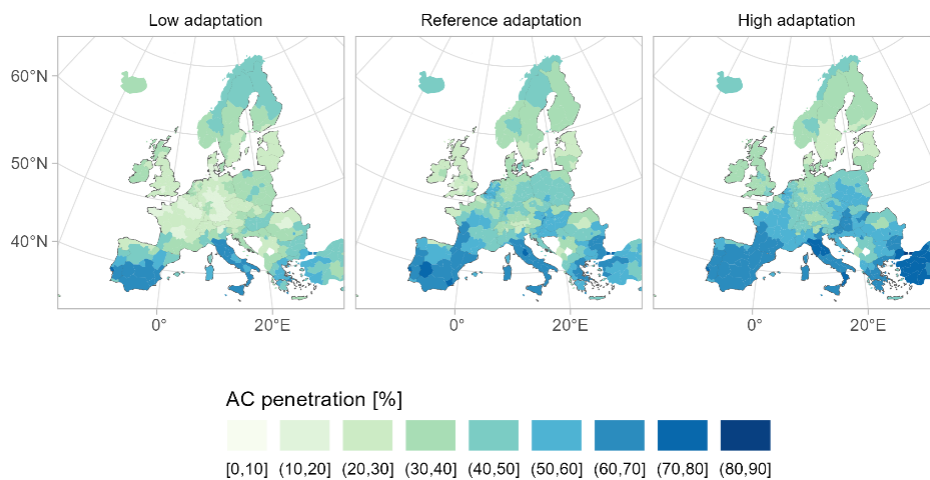 Low adaptation Reference adaptation High adaptation
60°N
50°N
40°N
0° 20°E 0° 20°E 0° 20°E
AC penetration [%]
[0,10] (10,20] (20,30] (30,40] (40,50] (50,60] (60,70] (70,80] (80,90]